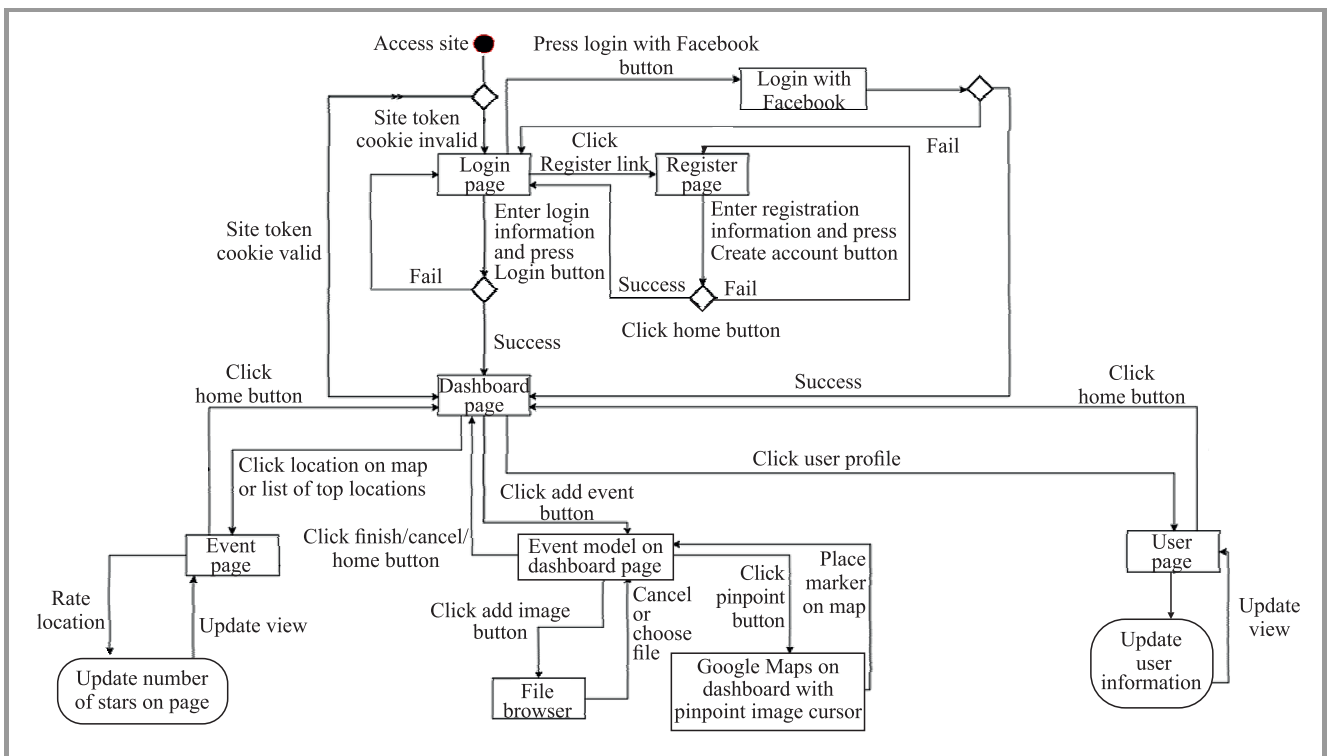 Access site
Press login with Facebook
button
Login with
Facebook
Site token
cookie invalid
Click
Register link
Fail
Login
page
Register
page
Site token
cookie valid
Enter login
information
and press
Login button
Enter registration
information and press
Create account button
Fail
Success
Fail
Click home button
Success
Click
home button
Dashboard
page
Success
Click
home button
Click location on map
or list of top locations
Click user profile
Click add event
button
Click finish/cancel/
home button
Event
page
Event model on
dashboard page
User
page
Place
marker
on map
Click
pinpoint
button
Rate
location
Update view
Click add image
button
Cancel
or
choose
file
Update
view
Update number
of stars on page
File
browser
Google Maps on
dashboard with
pinpoint image cursor
Update
user
information